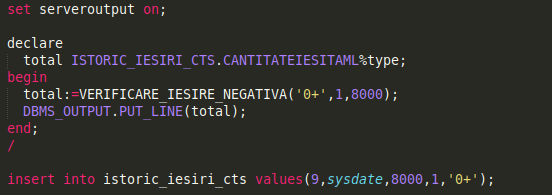 set serveroutput on;
declare
total ISTORIC_IESIRI_CTS.CANTITATEIESITAML%type;
begin
total:=VERIFICARE_IESIRE_NEGATIVA('0+',1,8000);
DBMS_OUTPUT.PUT_LINE(total);
end;
/
insert into istoric_iesiri_cts values(9,sysdate,8000,1,'0+');